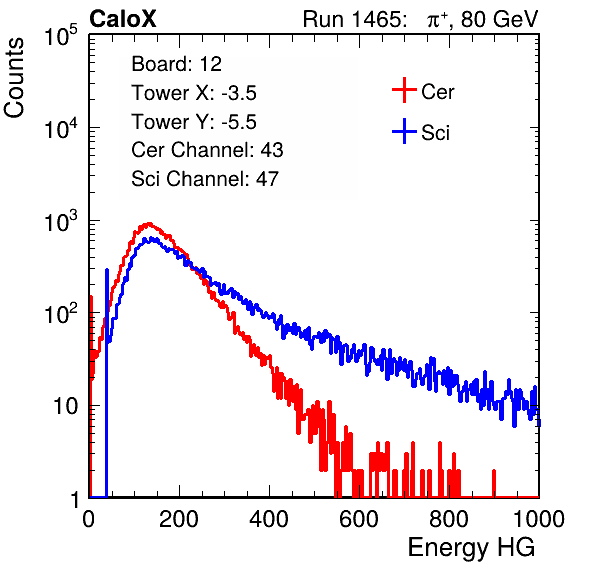 CaloX Run 1465: π⁺, 80 GeV
Counts
10⁵
10⁴
10³
10²
10
1
Board: 12
Tower X: -3.5
Tower Y: -5.5
Cer Channel: 43
Sci Channel: 47
Cer
Sci
0 200 400 600 800 1000
Energy HG